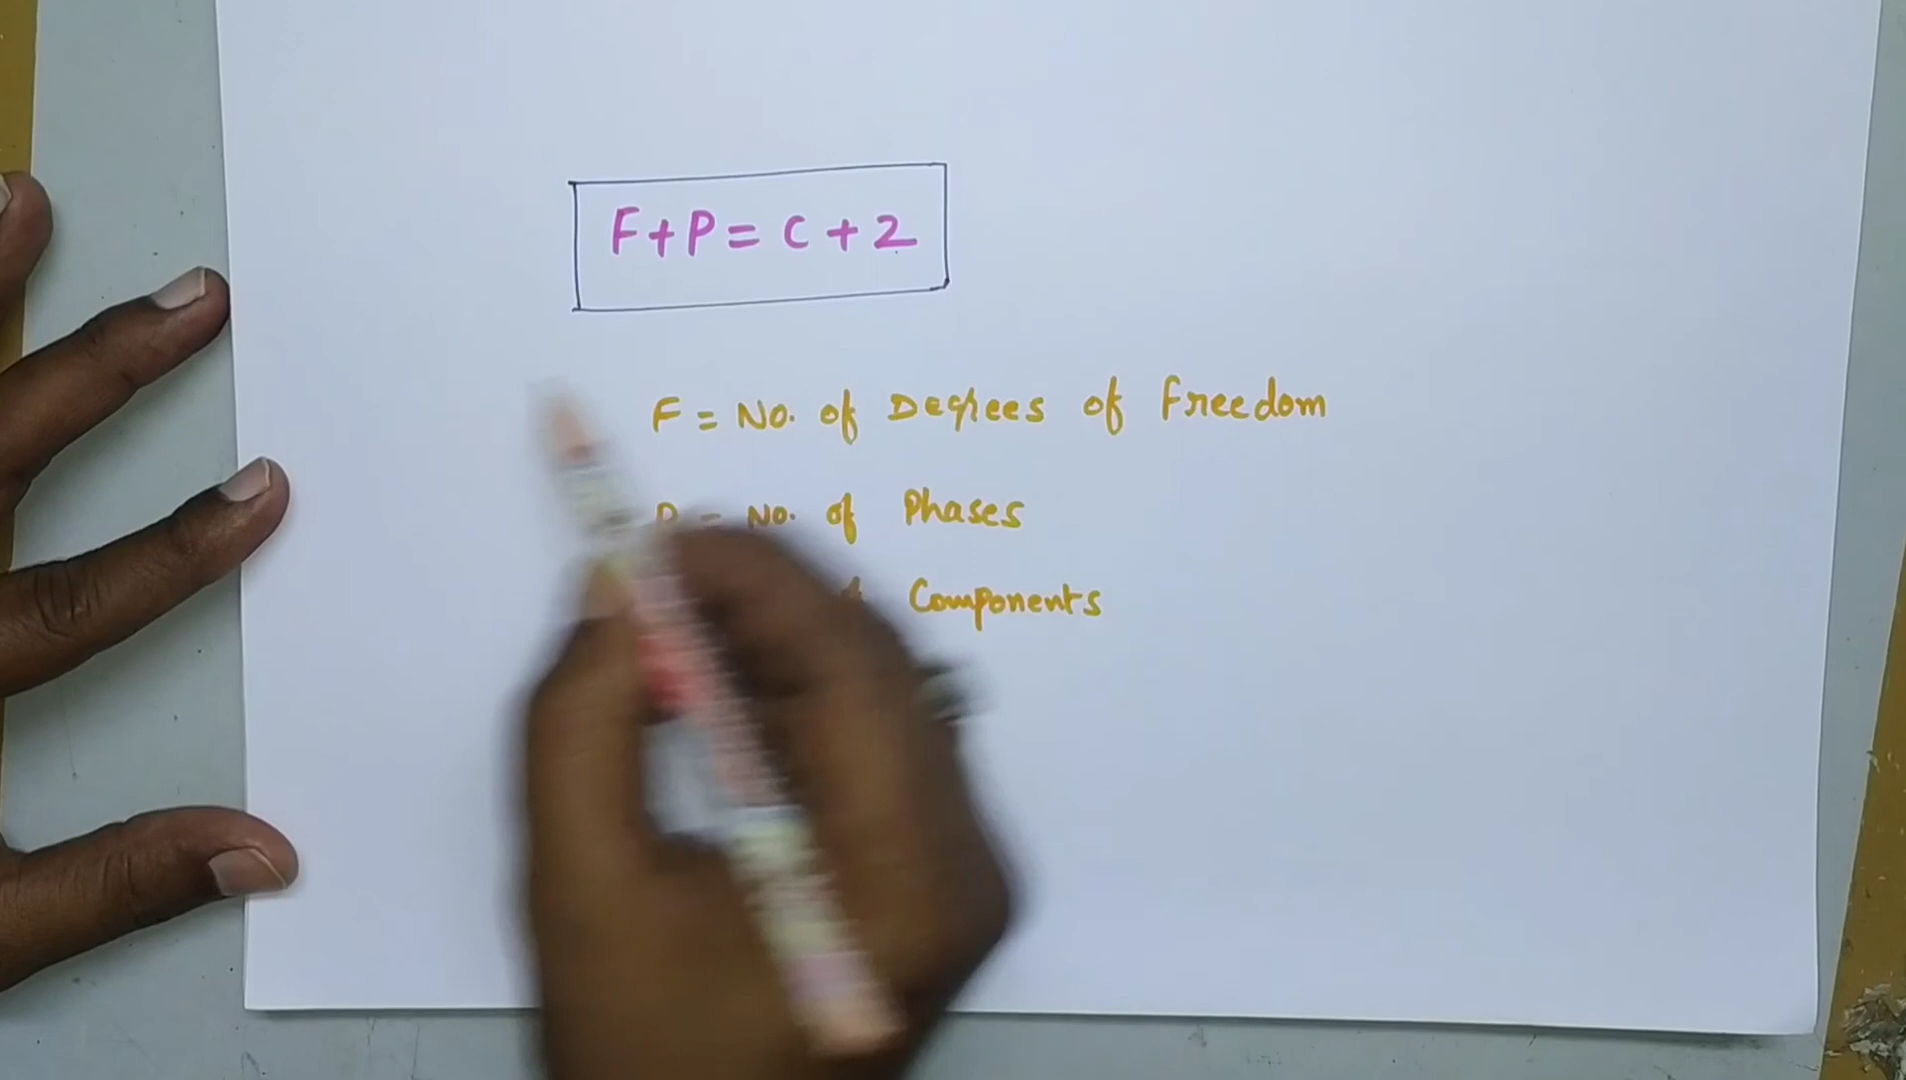 F+P = C+2
F = No. of Degrees of Freedom
P = No. of Phases
Components